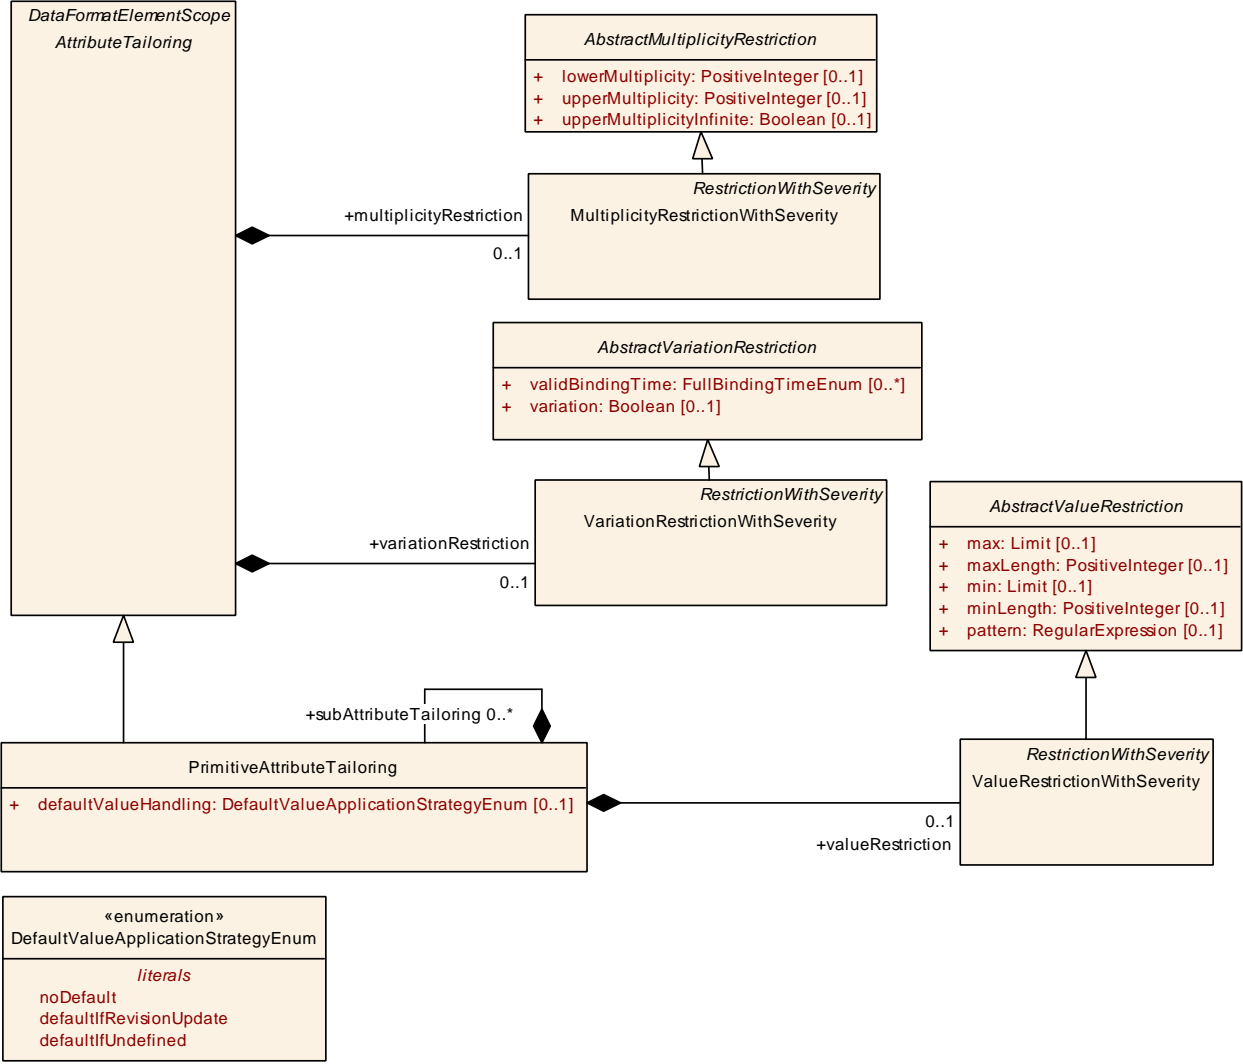 DataFormatElementScope
AttributeTailoring
AbstractMultiplicityRestriction
+ lowerMultiplicity: PositiveInteger [0..1]
+ upperMultiplicity: PositiveInteger [0..1]
+ upperMultiplicityInfinite: Boolean [0..1]
RestrictionWithSeverity
MultiplicityRestrictionWithSeverity
+multiplicityRestriction
0..1
AbstractVariationRestriction
+ validBindingTime: FullBindingTimeEnum [0..*]
+ variation: Boolean [0..1]
RestrictionWithSeverity
VariationRestrictionWithSeverity
+variationRestriction
0..1
AbstractValueRestriction
+ max: Limit [0..1]
+ maxLength: PositiveInteger [0..1]
+ min: Limit [0..1]
+ minLength: PositiveInteger [0..1]
+ pattern: RegularExpression [0..1]
+subAttributeTailoring 0..*
PrimitiveAttributeTailoring
+ defaultValueHandling: DefaultValueApplicationStrategyEnum [0..1]
RestrictionWithSeverity
ValueRestrictionWithSeverity
0..1
+valueRestriction
«enumeration»
DefaultValueApplicationStrategyEnum
literals
noDefault
defaultIfRevisionUpdate
defaultIfUndefined